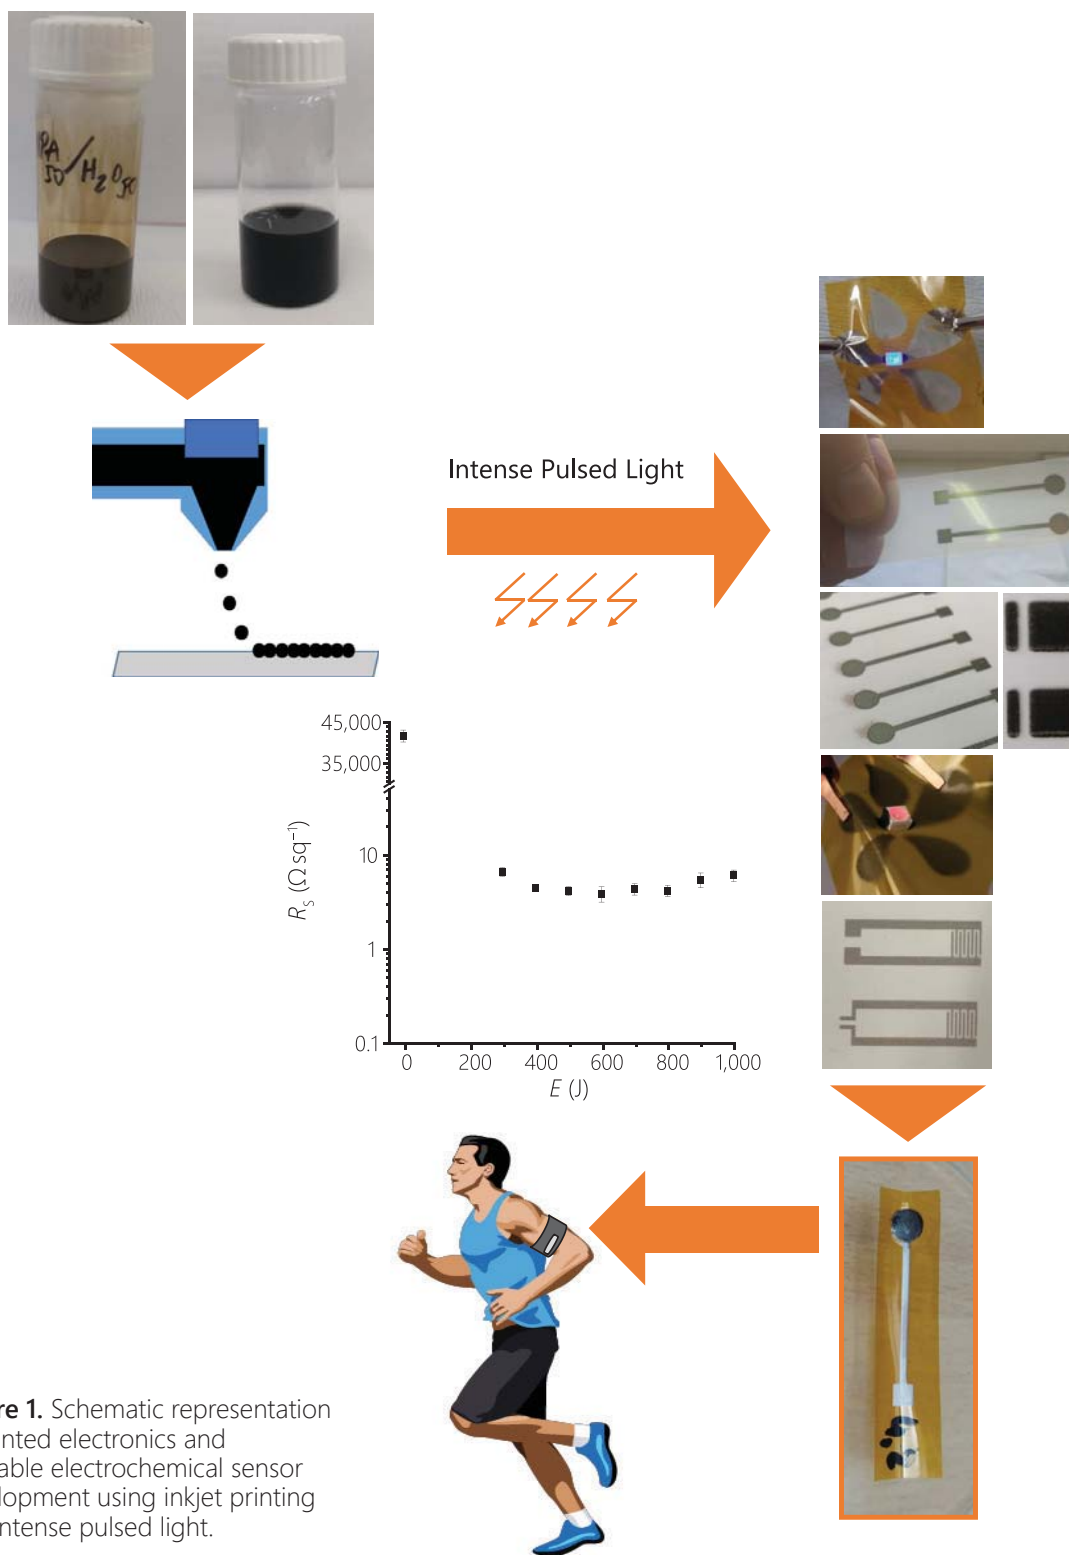 PA
50/H2O50
Intense Pulsed Light
45,000
35,000
10
1
0.1
Rs (Ω sq⁻¹)
0 200 400 600 800 1,000
E (J)
re 1. Schematic representation
nted electronics and
able electrochemical sensor
lopment using inkjet printing
intense pulsed light.